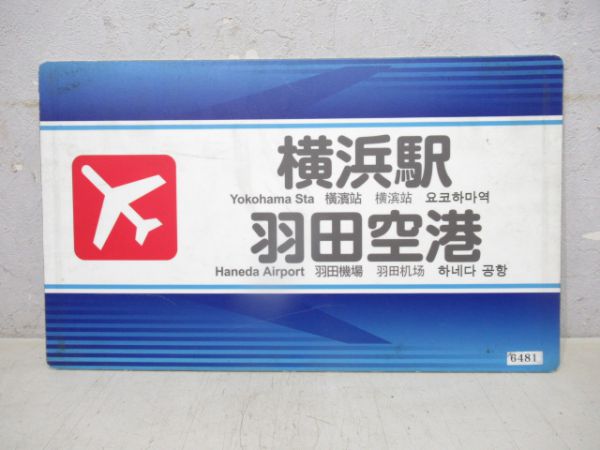 横浜駅
Yokohama Sta 橫濱站 横滨站 요코하마역
羽田空港
Haneda Airport 羽田機場 羽田机场 하네다 공항
6481